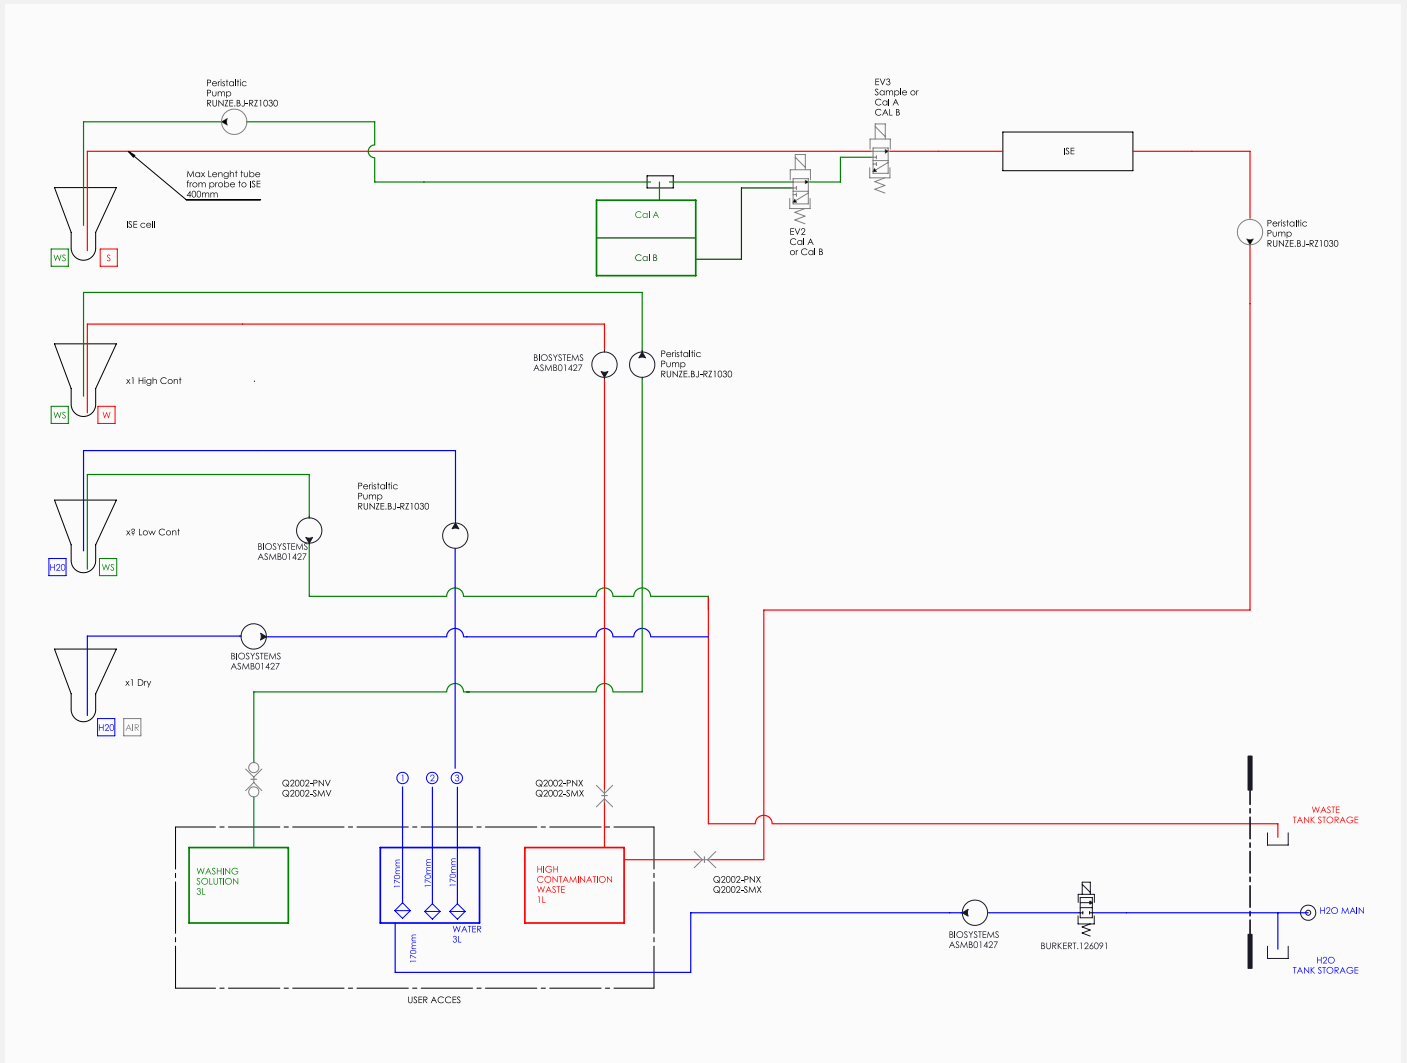 Peristaltic
Pump
RUNZE.BJ-RZ1030
EV3
Sample or
Cal A
CAL B
ISE
Max Lenght tube
from probe to ISE
400mm
ISE cell
WS
S
Cal A
Cal B
EV2
Cal A
or Cal B
Peristaltic
Pump
RUNZE.BJ-RZ1030
BIOSYSTEMS
ASMB01427
Peristaltic
Pump
RUNZE.BJ-RZ1030
x1 High Cont
WS
W
Peristaltic
Pump
RUNZE.BJ-RZ1030
x? Low Cont
BIOSYSTEMS
ASMB01427
H20
WS
BIOSYSTEMS
ASMB01427
x1 Dry
H20
AIR
Q2002-PNV
Q2002-SMV
1
2
3
Q2002-PNX
Q2002-SMX
WASTE
TANK STORAGE
WASHING
SOLUTION
3L
170mm
170mm
170mm
HIGH
CONTAMINATION
WASTE
1L
Q2002-PNX
Q2002-SMX
WATER
3L
170mm
BIOSYSTEMS
ASMB01427
BURKERT.126091
H2O MAIN
H2O
TANK STORAGE
USER ACCES